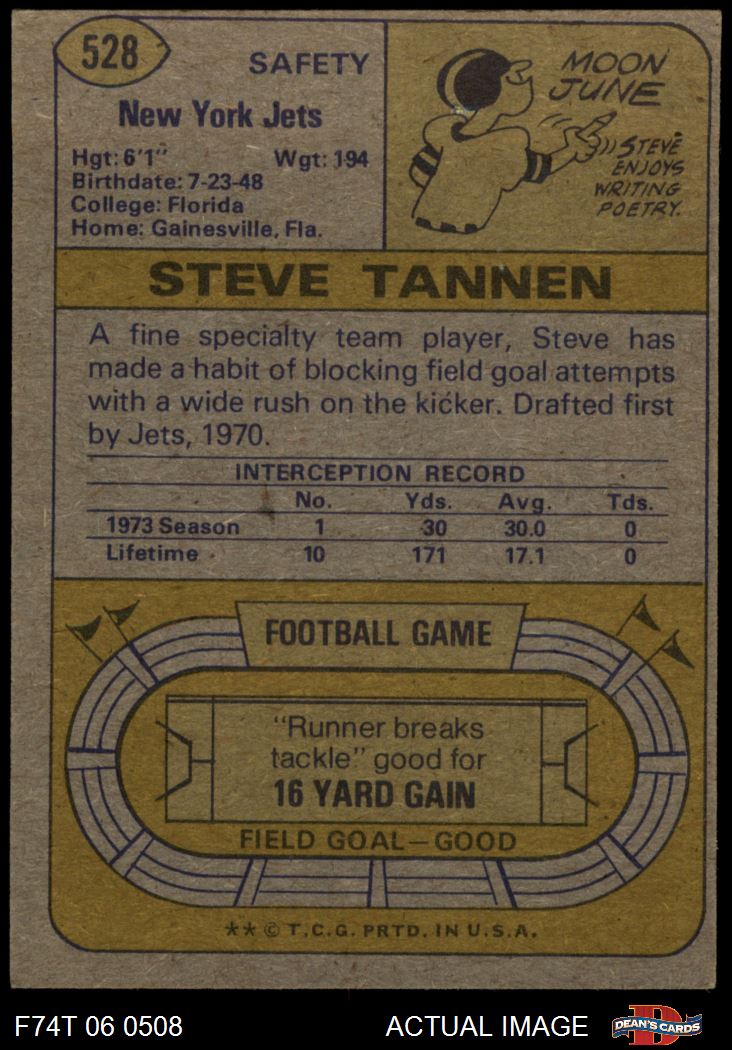 528
SAFETY
New York Jets
Hgt: 6'1" Wgt: 194
Birthdate: 7-23-48
College: Florida
Home: Gainesville, Fla.
MOON
JUNE
STEVE
ENJOYS
WRITING
POETRY.
STEVE TANNEN
A fine specialty team player, Steve has
made a habit of blocking field goal attempts
with a wide rush on the kicker. Drafted first
by Jets, 1970.
INTERCEPTION RECORD
No. Yds. Avg. Tds.
1973 Season 1 30 30.0 0
Lifetime 10 171 17.1 0
FOOTBALL GAME
"Runner breaks
tackle" good for
16 YARD GAIN
FIELD GOAL—GOOD
** © T.C.G. PRTD. IN U.S.A.
F74T 06 0508 ACTUAL IMAGE
DEAN'S CARDS